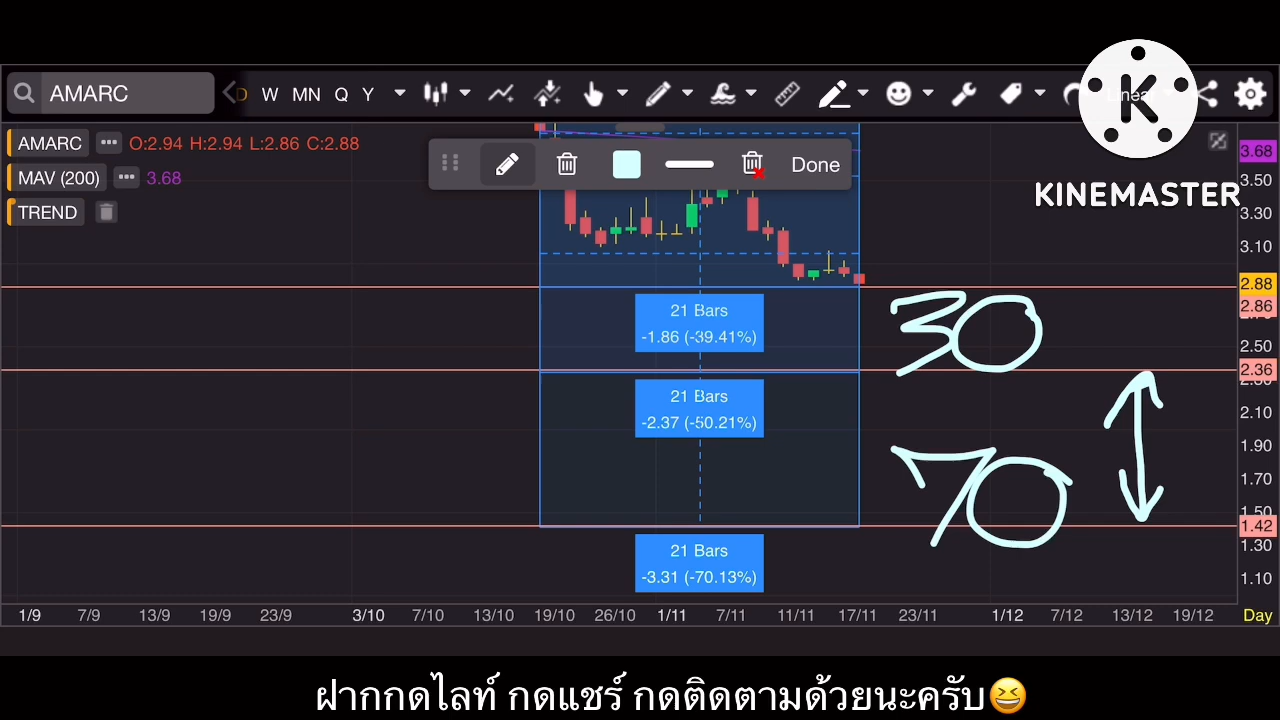 AMARC
D W MN Q Y
Linear
KINEMASTER
AMARC ••• O:2.94 H:2.94 L:2.86 C:2.88
MAV (200) ••• 3.68
TREND
Done
3.68
3.50
3.30
3.10
2.88
2.86
2.50
2.36
2.10
1.90
1.70
1.50
1.42
1.30
1.10
21 Bars
-1.86 (-39.41%)
21 Bars
-2.37 (-50.21%)
21 Bars
-3.31 (-70.13%)
30
70
1/9 7/9 13/9 19/9 23/9 3/10 7/10 13/10 19/10 26/10 1/11 7/11 11/11 17/11 23/11 1/12 7/12 13/12 19/12 Day
ฝากกดไลท์ กดแชร์ กดติดตามด้วยนะครับ😆